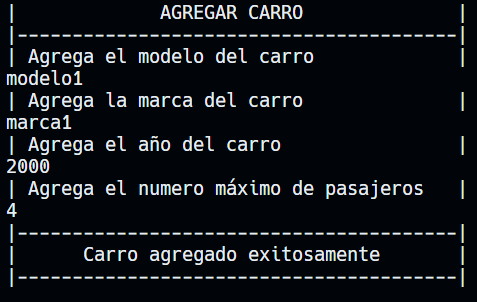 |             AGREGAR CARRO              |
|----------------------------------------|
| Agrega el modelo del carro             |
modelo1
| Agrega la marca del carro              |
marca1
| Agrega el año del carro                |
2000
| Agrega el numero máximo de pasajeros   |
4
|----------------------------------------|
|      Carro agregado exitosamente       |
|----------------------------------------|